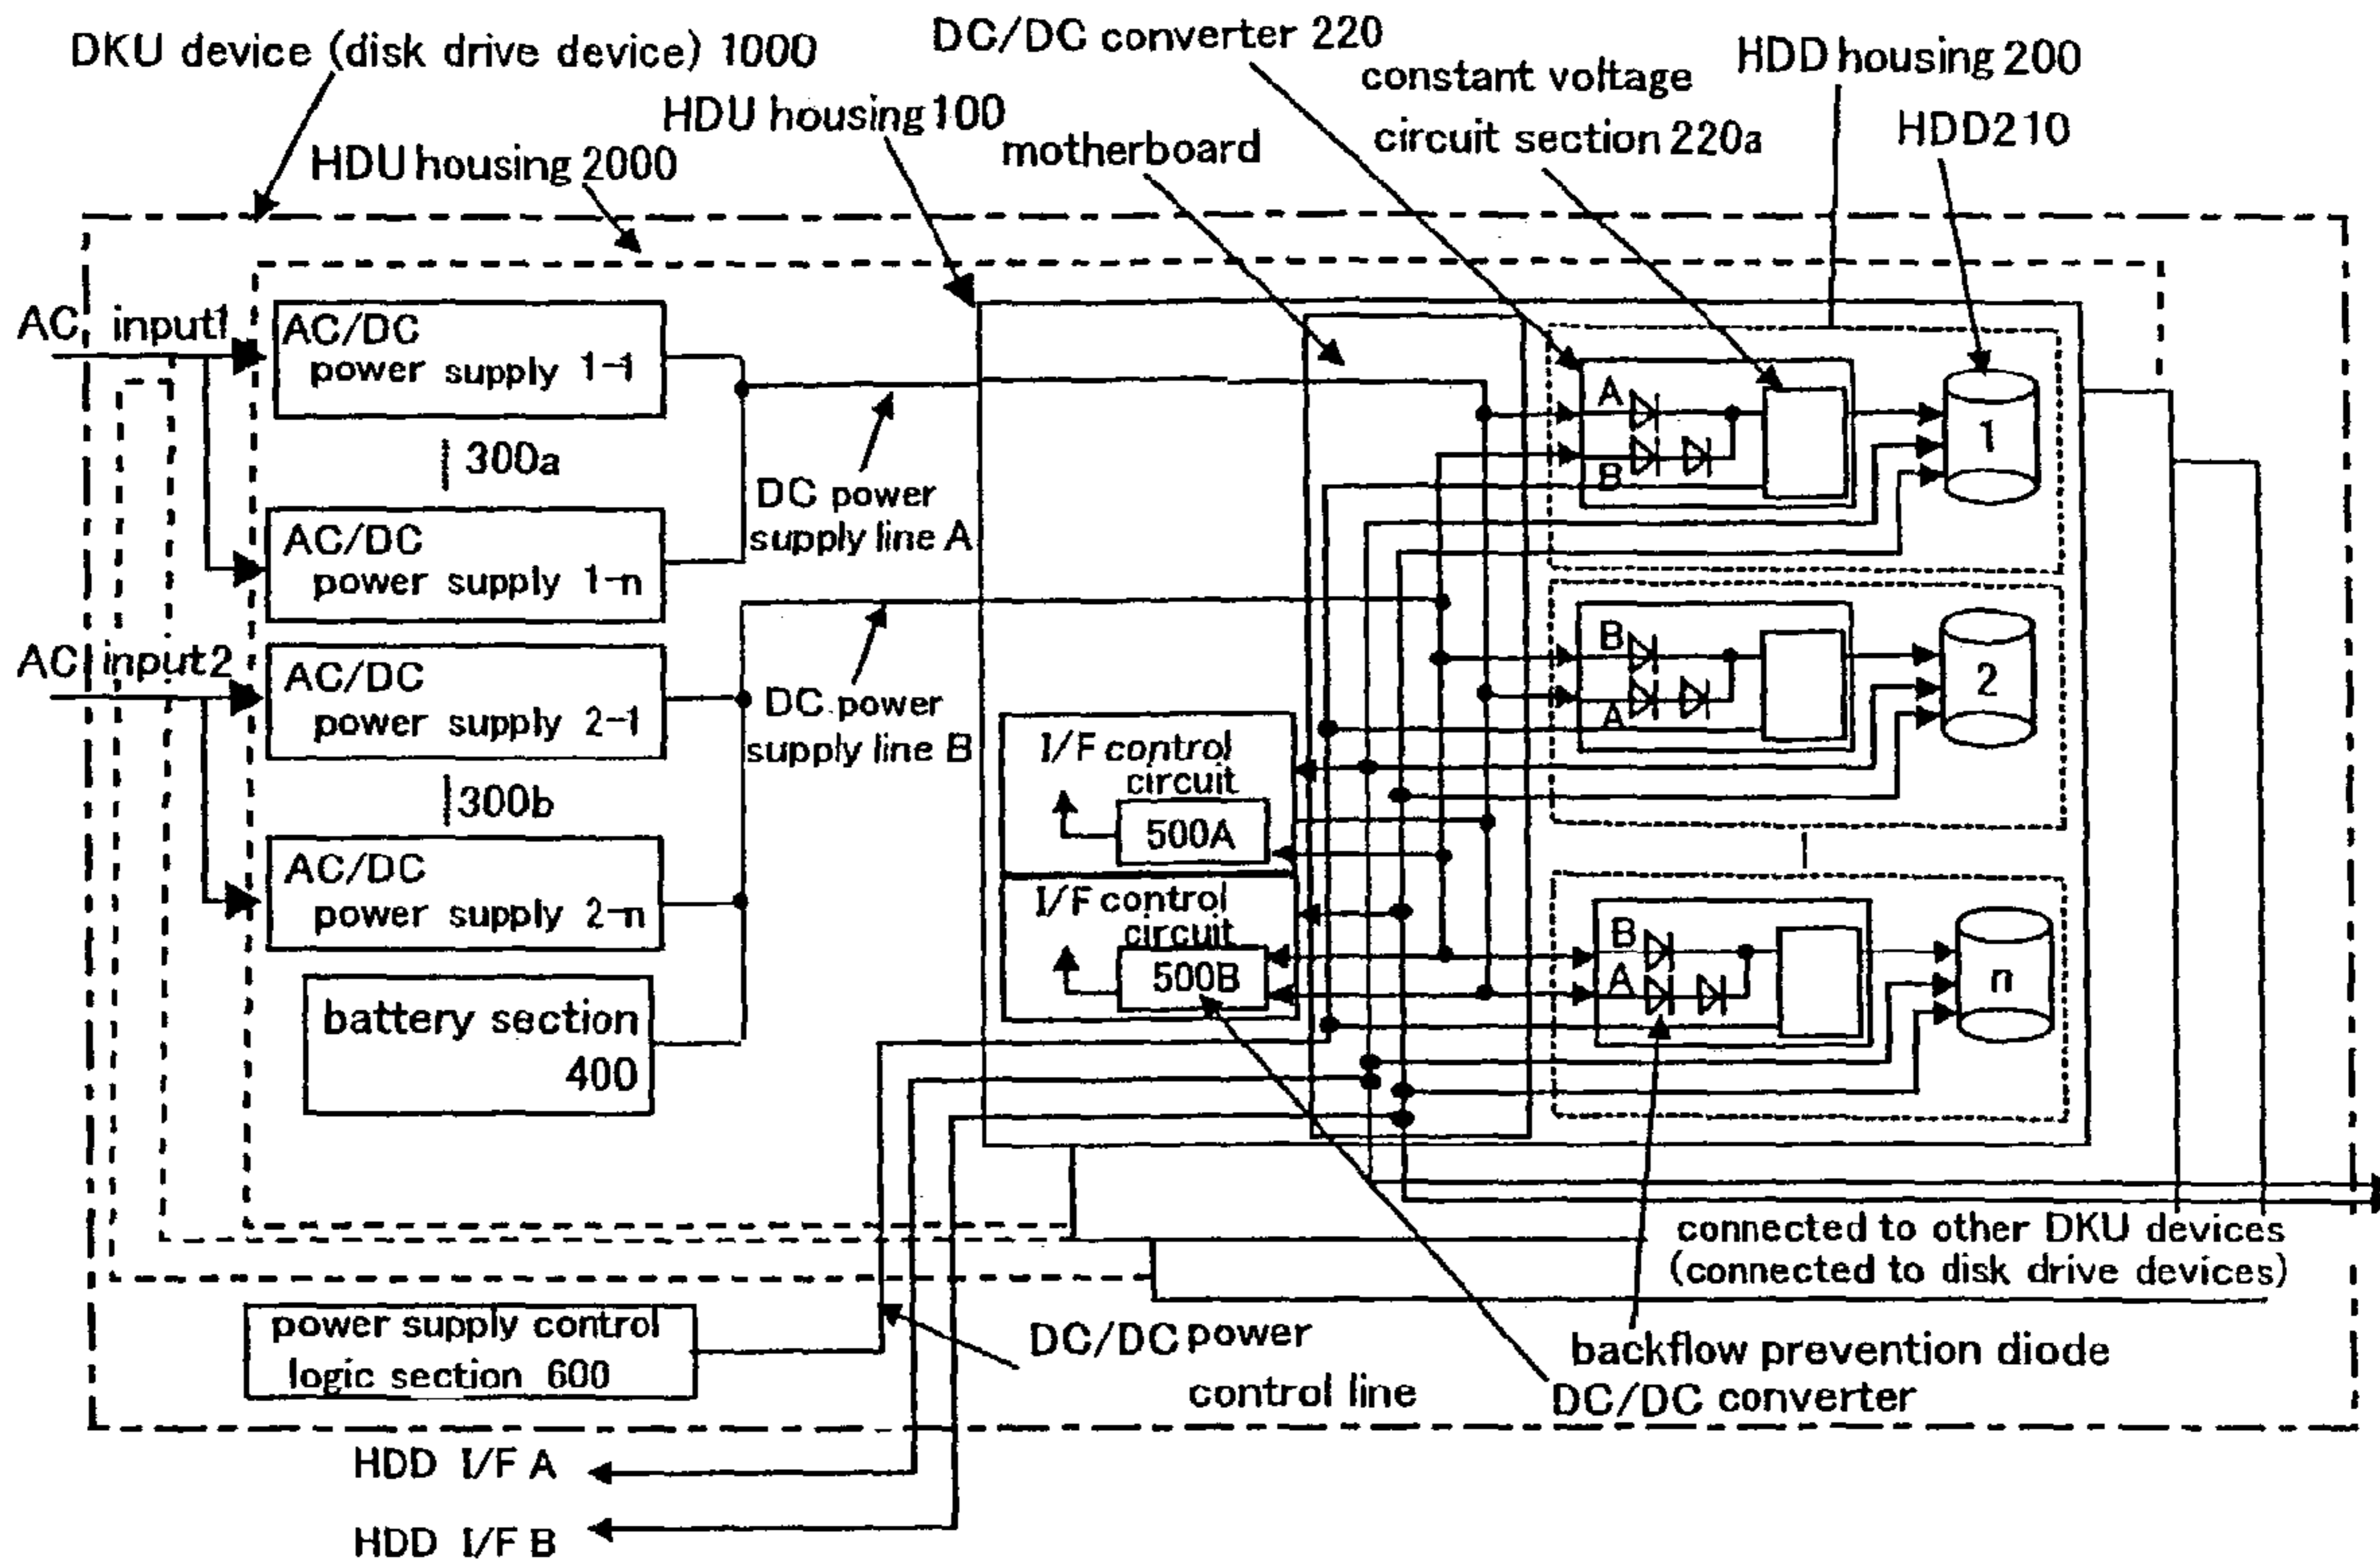 DKU device (disk drive device) 1000
DC/DC converter 220
constant voltage
circuit section 220a
HDD housing 200
HDD210
HDU housing 100
motherboard
HDU housing 2000
AC input1
AC/DC
power supply 1-1
300a
AC/DC
power supply 1-n
DC power
supply line A
AC input2
AC/DC
power supply 2-1
300b
AC/DC
power supply 2-n
DC power
supply line B
battery section
400
I/F control
circuit
500A
I/F control
circuit
500B
A
B
1
B
A
2
B
A
n
connected to other DKU devices
(connected to disk drive devices)
power supply control
logic section 600
DC/DC power
control line
backflow prevention diode
DC/DC converter
HDD I/F A
HDD I/F B